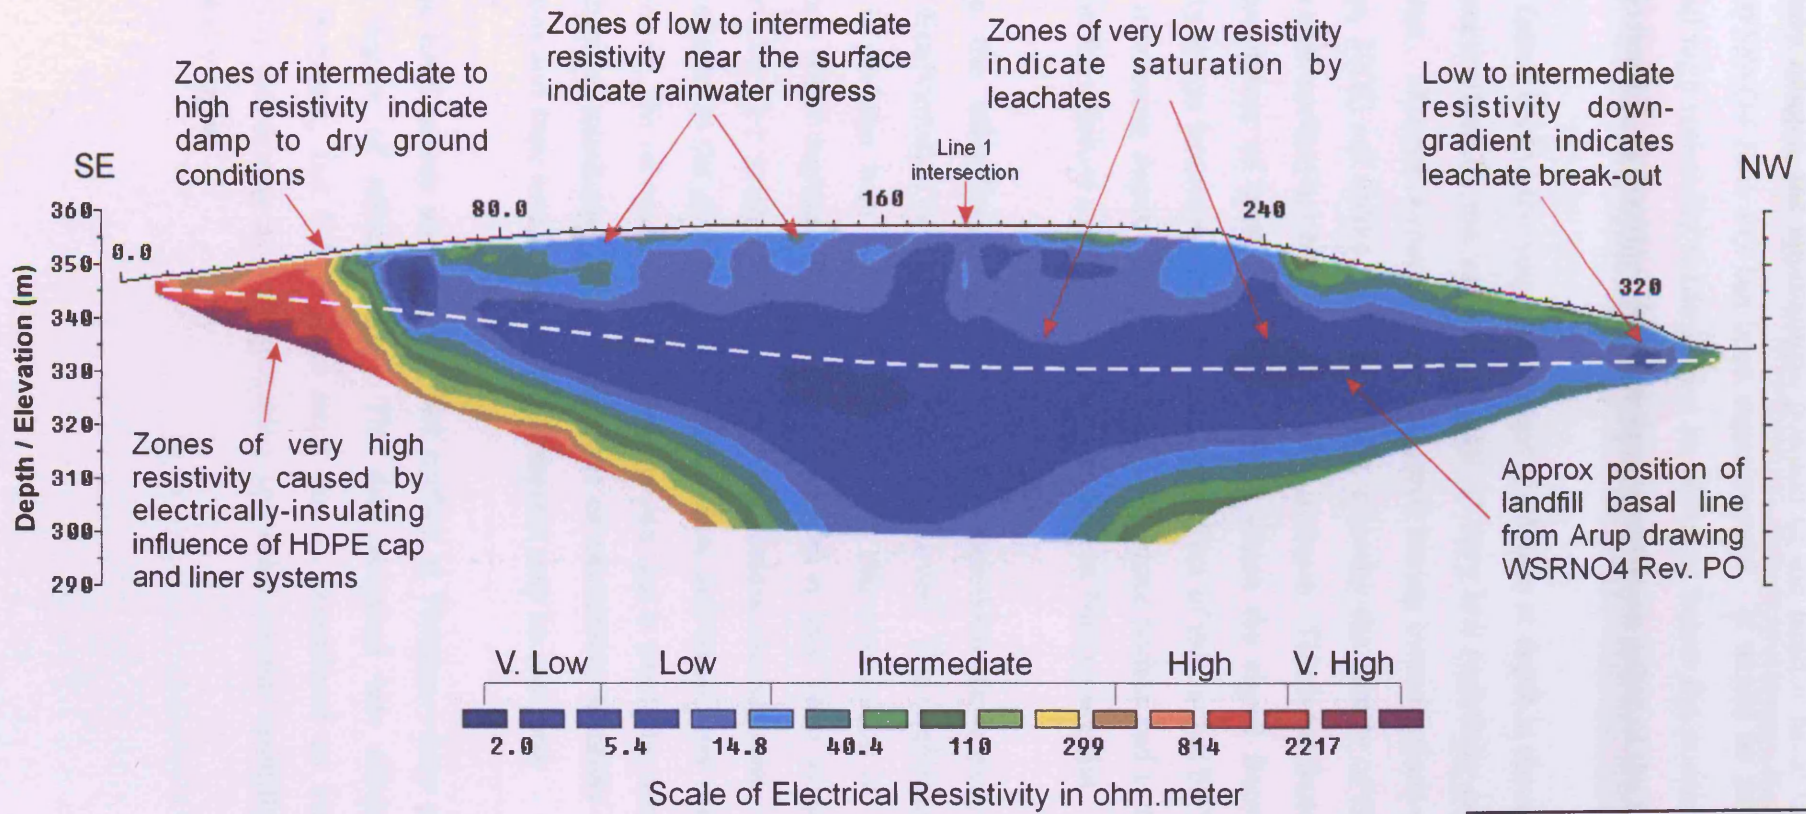 Zones of low to intermediate
resistivity near the surface
indicate rainwater ingress
Zones of very low resistivity
indicate saturation by
leachates
Zones of intermediate to
high resistivity indicate
damp to dry ground
conditions
Low to intermediate
resistivity down-
gradient indicates
leachate break-out
SE
NW
Line 1
intersection
0.0
80.0
160
240
320
Depth / Elevation (m)
360
350
340
330
320
310
300
290
Zones of very high
resistivity caused by
electrically-insulating
influence of HDPE cap
and liner systems
Approx position of
landfill basal line
from Arup drawing
WSRNO4 Rev. PO
V. Low Low Intermediate High V. High
2.0 5.4 14.8 40.4 110 299 814 2217
Scale of Electrical Resistivity in ohm.meter